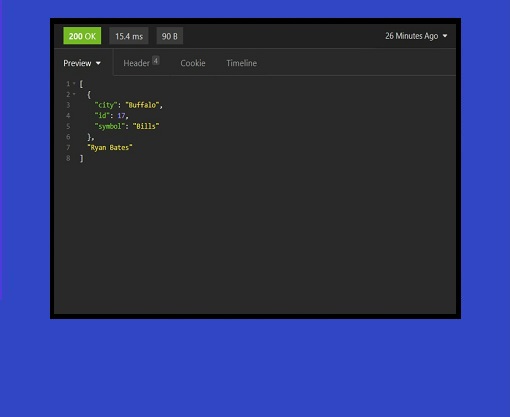 200 OK 15.4 ms 90 B 26 Minutes Ago
Preview Header 4 Cookie Timeline
1 [
2 {
3 "city": "Buffalo",
4 "id": 17,
5 "symbol": "Bills"
6 },
7 "Ryan Bates"
8 ]